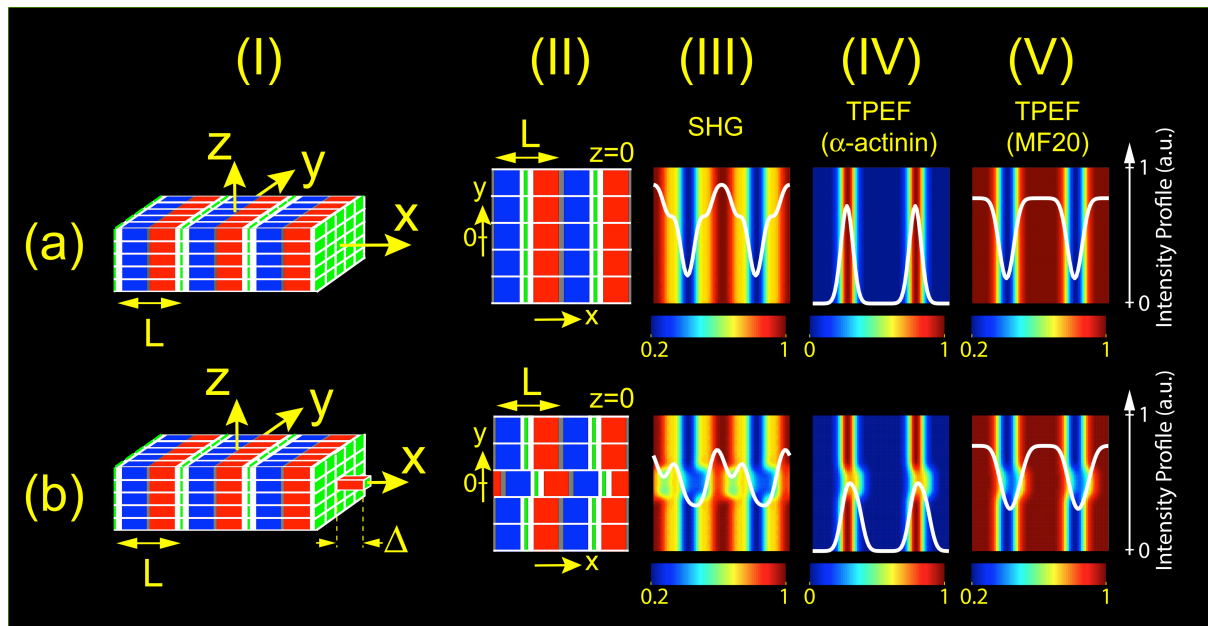 (I) (II) (III) (IV) (V)
SHG
TPEF
(α-actinin)
TPEF
(MF20)
(a)
z
y
x
L
L
z=0
y
0
x
0.2 1
0 1
0.2 1
1
0
Intensity Profile (a.u.)
(b)
z
y
x
L
Δ
L
z=0
y
0
x
0.2 1
0 1
0.2 1
1
0
Intensity Profile (a.u.)